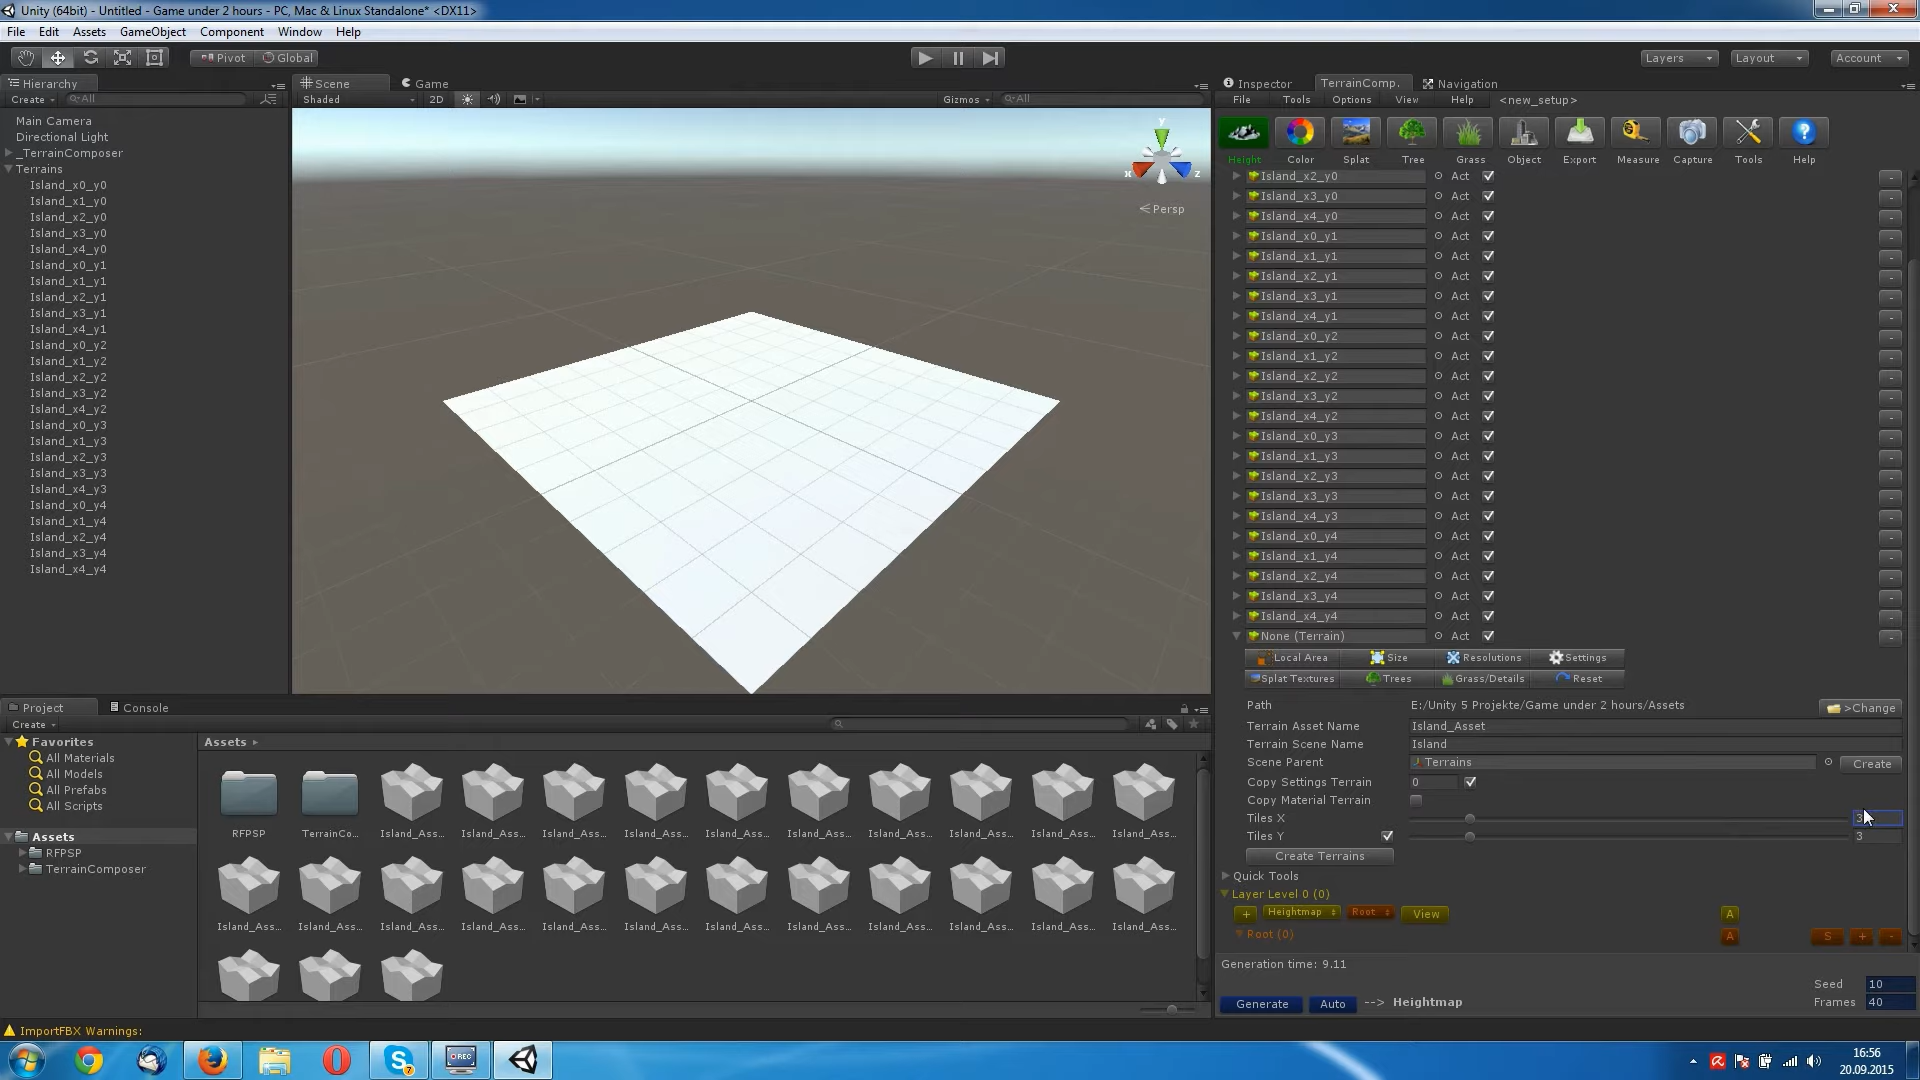 Unity (64bit) - Untitled - Game under 2 hours - PC, Mac & Linux Standalone* <DX11>
File Edit Assets GameObject Component Window Help
Pivot Global Layers Layout Account
Hierarchy
Create All
Main Camera
Directional Light
_TerrainComposer
Terrains
Island_x0_y0
Island_x1_y0
Island_x2_y0
Island_x3_y0
Island_x4_y0
Island_x0_y1
Island_x1_y1
Island_x2_y1
Island_x3_y1
Island_x4_y1
Island_x0_y2
Island_x1_y2
Island_x2_y2
Island_x3_y2
Island_x4_y2
Island_x0_y3
Island_x1_y3
Island_x2_y3
Island_x3_y3
Island_x4_y3
Island_x0_y4
Island_x1_y4
Island_x2_y4
Island_x3_y4
Island_x4_y4
Scene Game
Shaded 2D Gizmos All
y
x z
Persp
Inspector TerrainComp. Navigation
File Tools Options View Help <new_setup>
Height Color Splat Tree Grass Object Export Measure Capture Tools Help
Island_x2_y0 Act -
Island_x3_y0 Act -
Island_x4_y0 Act -
Island_x0_y1 Act -
Island_x1_y1 Act -
Island_x2_y1 Act -
Island_x3_y1 Act -
Island_x4_y1 Act -
Island_x0_y2 Act -
Island_x1_y2 Act -
Island_x2_y2 Act -
Island_x3_y2 Act -
Island_x4_y2 Act -
Island_x0_y3 Act -
Island_x1_y3 Act -
Island_x2_y3 Act -
Island_x3_y3 Act -
Island_x4_y3 Act -
Island_x0_y4 Act -
Island_x1_y4 Act -
Island_x2_y4 Act -
Island_x3_y4 Act -
Island_x4_y4 Act -
None (Terrain) Act -
Local Area Size Resolutions Settings
Splat Textures Trees Grass/Details Reset
Path E:/Unity 5 Projekte/Game under 2 hours/Assets >Change
Terrain Asset Name Island_Asset
Terrain Scene Name Island
Scene Parent Terrains Create
Copy Settings Terrain 0
Copy Material Terrain
Tiles X 3
Tiles Y 3
Create Terrains
Quick Tools
Layer Level 0 (0)
+ Heightmap Root View A
Root (0) A S + -
Generation time: 9.11
Seed 10
Generate Auto --> Heightmap
Frames 40
Project Console
Create
Favorites
All Materials
All Models
All Prefabs
All Scripts
Assets
RFPSP
TerrainComposer
Assets
RFPSP TerrainCo... Island_Ass... Island_Ass... Island_Ass... Island_Ass... Island_Ass... Island_Ass... Island_Ass... Island_Ass... Island_Ass... Island_Ass...
Island_Ass... Island_Ass... Island_Ass... Island_Ass... Island_Ass... Island_Ass... Island_Ass... Island_Ass... Island_Ass... Island_Ass... Island_Ass... Island_Ass...
ImportFBX Warnings:
REC
S
7
16:56
20.09.2015